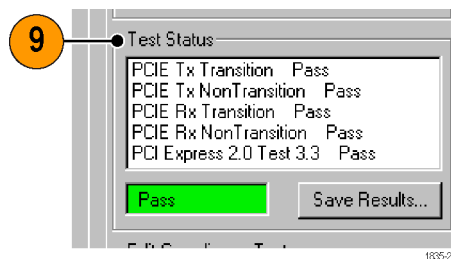 9
Test Status
PCIE Tx Transition Pass
PCIE Tx NonTransition Pass
PCIE Rx Transition Pass
PCIE Rx NonTransition Pass
PCI Express 2.0 Test 3.3 Pass
Pass Save Results...
1835-2